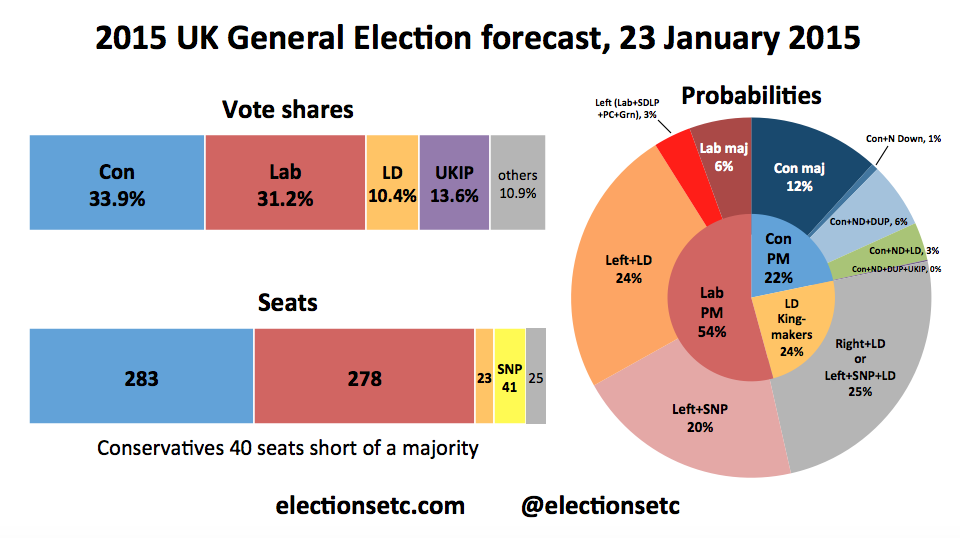 2015 UK General Election forecast, 23 January 2015
Vote shares
Con
33.9%
Lab
31.2%
LD
10.4%
UKIP
13.6%
others
10.9%
Seats
283
278
23
SNP
41
25
Conservatives 40 seats short of a majority
Probabilities
Left (Lab+SDLP
+PC+Grn), 3%
Lab maj
6%
Con maj
12%
Con+N Down, 1%
Con+ND+DUP, 6%
Con+ND+LD, 3%
Con+ND+DUP+UKIP, 0%
Left+LD
24%
Con
PM
22%
Lab
PM
54%
LD
King-
makers
24%
Right+LD
or
Left+SNP+LD
25%
Left+SNP
20%
electionsetc.com
@electionsetc